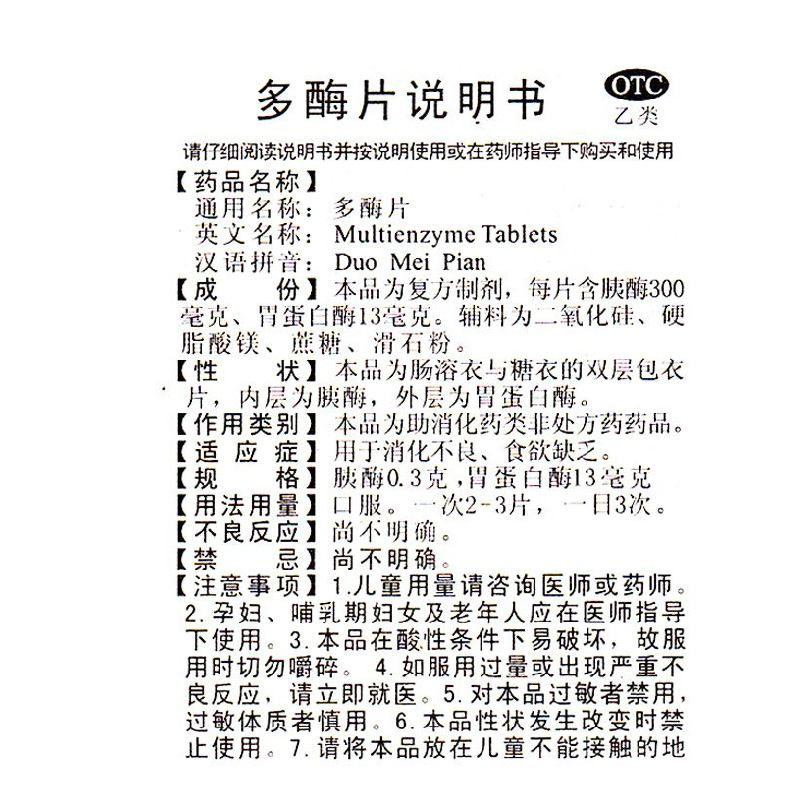 多酶片说明书
OTC
乙类
请仔细阅读说明书并按说明使用或在药师指导下购买和使用
【药品名称】
通用名称：多酶片
英文名称：Multienzyme Tablets
汉语拼音：Duo Mei Pian
【成份】本品为复方制剂，每片含胰酶300
毫克、胃蛋白酶13毫克。辅料为二氧化硅、硬
脂酸镁、蔗糖、滑石粉。
【性状】本品为肠溶衣与糖衣的双层包衣
片，内层为胰酶，外层为胃蛋白酶。
【作用类别】本品为助消化药类非处方药药品。
【适应症】用于消化不良、食欲缺乏。
【规格】胰酶0.3克,胃蛋白酶13毫克
【用法用量】口服。一次2-3片，一日3次。
【不良反应】尚不明确。
【禁忌】尚不明确。
【注意事项】1.儿童用量请咨询医师或药师。
2.孕妇、哺乳期妇女及老年人应在医师指导
下使用。3.本品在酸性条件下易破坏，故服
用时切勿嚼碎。4.如服用过量或出现严重不
良反应，请立即就医。5.对本品过敏者禁用，
过敏体质者慎用。6.本品性状发生改变时禁
止使用。7.请将本品放在儿童不能接触的地